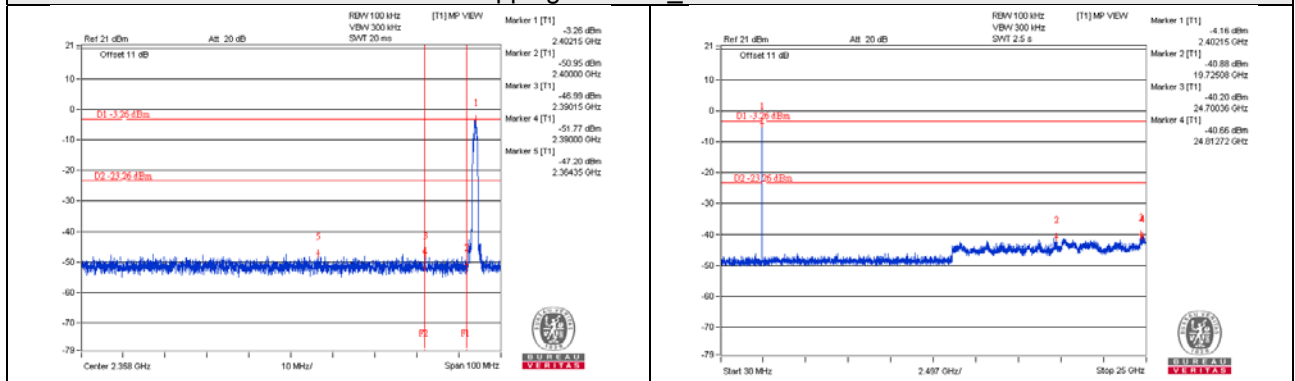 RBW 100 kHz
VBW 300 kHz
SWT 20 ms
[T1] MP VIEW
Ref 21 dBm
Att 20 dB
Offset 11 dB
Marker 1 [T1]
-3.26 dBm
2.40215 GHz
Marker 2 [T1]
-50.95 dBm
2.40000 GHz
Marker 3 [T1]
-46.99 dBm
2.39015 GHz
Marker 4 [T1]
-51.77 dBm
2.39000 GHz
Marker 5 [T1]
-47.20 dBm
2.36435 GHz
21
10
0
-10
-20
-30
-40
-50
-60
-70
-79
D1 -3.26 dBm
D2 -23.26 dBm
1
5
3
4
2
F2
F1
Center 2.358 GHz
10 MHz/
Span 100 MHz
BUREAU
VERITAS
RBW 100 kHz
VBW 300 kHz
SWT 2.5 s
[T1] MP VIEW
Ref 21 dBm
Att 20 dB
Offset 11 dB
Marker 1 [T1]
-4.16 dBm
2.40215 GHz
Marker 2 [T1]
-40.88 dBm
19.72508 GHz
Marker 3 [T1]
-40.20 dBm
24.70036 GHz
Marker 4 [T1]
-40.66 dBm
24.81272 GHz
21
10
0
-10
-20
-30
-40
-50
-60
-70
-79
D1 -3.26 dBm
D2 -23.26 dBm
1
2
Start 30 MHz
2.497 GHz/
Stop 25 GHz
BUREAU
VERITAS